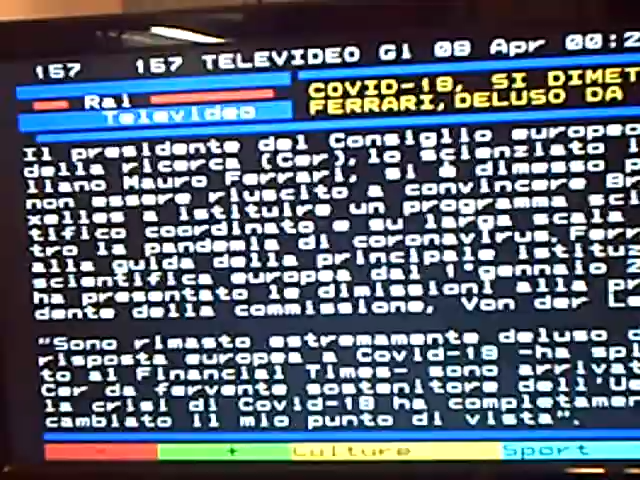 157 157 TELEVIDEO Gi 08 Apr 00:2
Rai
Televideo
COVID-19, SI DIMET
FERRARI, DELUSO DA
Il presidente del Consiglio europeo
della ricerca (Cer), lo scienziato i
llano Mauro Ferrari, si è dimesso p
non essere riuscito a convincere Br
xelles a istituire un programma sci
tifico coordinato e su larga scala
tro la pandemia di coronavirus. Ferr
alla guida della principale istituz
scientifica europea dal 1°gennaio 2
ha presentato le dimissioni alla pr
dente della commissione, Von der Le
"Sono rimasto estremamente deluso d
risposta europea a Covid-19 -ha spi
to al Financial Times- sono arrivat
Cer da fervente sostenitore dell'Ue
la crisi di Covid-19 ha completamen
cambiato il mio punto di vista".
- + Culture Sport